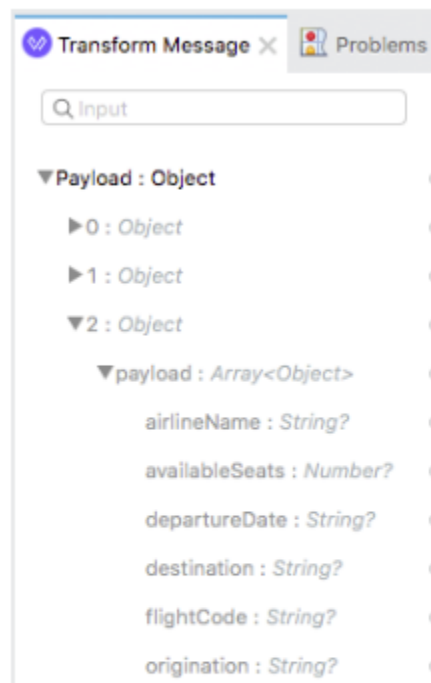 Transform Message
Problems
Input
Payload : Object
0 : Object
1 : Object
2 : Object
payload : Array<Object>
airlineName : String?
availableSeats : Number?
departureDate : String?
destination : String?
flightCode : String?
origination : String?